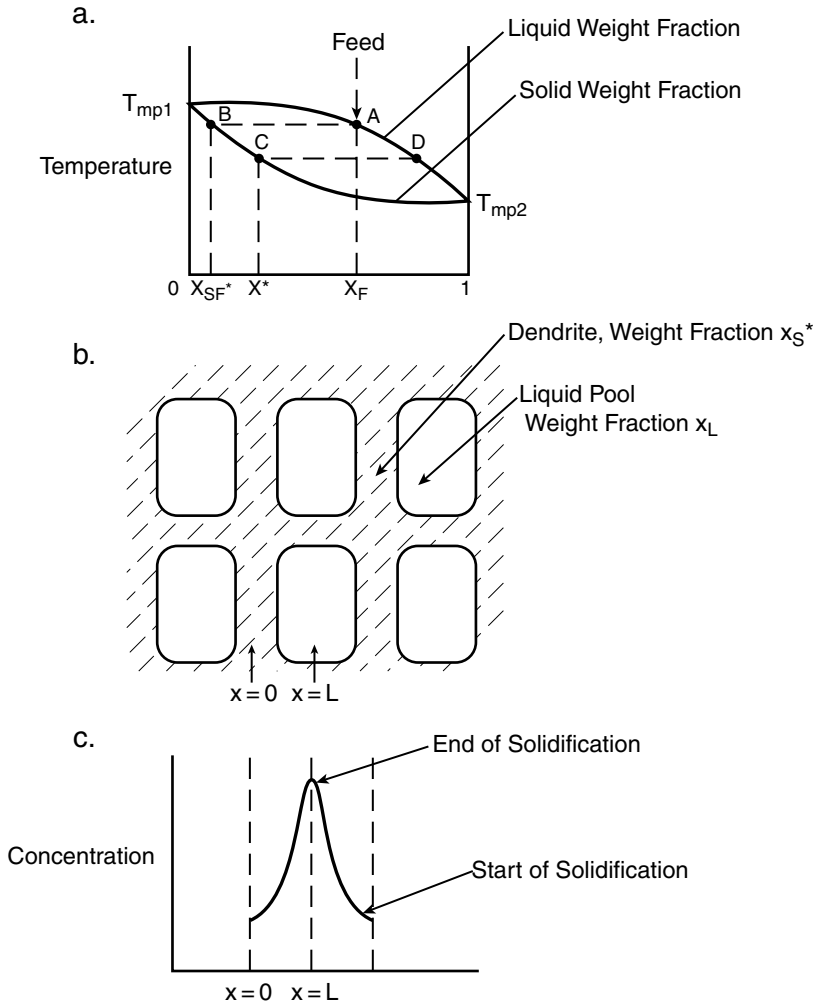 a.
Feed
Liquid Weight Fraction
Solid Weight Fraction
T_mp1
B
A
C
D
Temperature
T_mp2
0 X_SF* X* X_F 1
b.
Dendrite, Weight Fraction x_S*
Liquid Pool
Weight Fraction x_L
x = 0 x = L
c.
End of Solidification
Concentration
Start of Solidification
x = 0 x = L